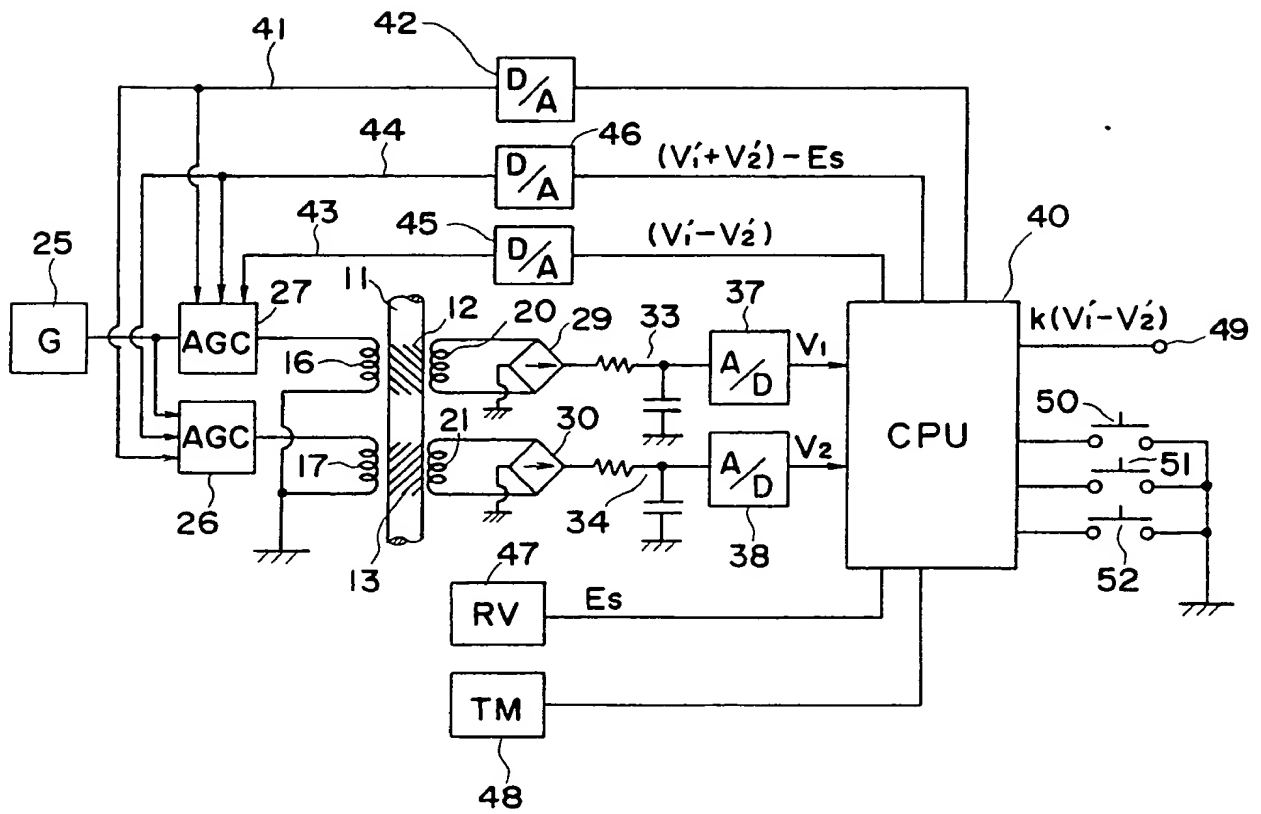 41
42
D/A
44
46
D/A
(V₁'+V₂')-Es
43
45
D/A
(V₁'-V₂')
40
25
G
27
AGC
11
12
20
29
33
37
A/D
V₁
k(V₁'-V₂')
49
16
AGC
26
17
13
21
30
34
A/D
38
V₂
CPU
50
51
52
47
RV
Es
TM
48